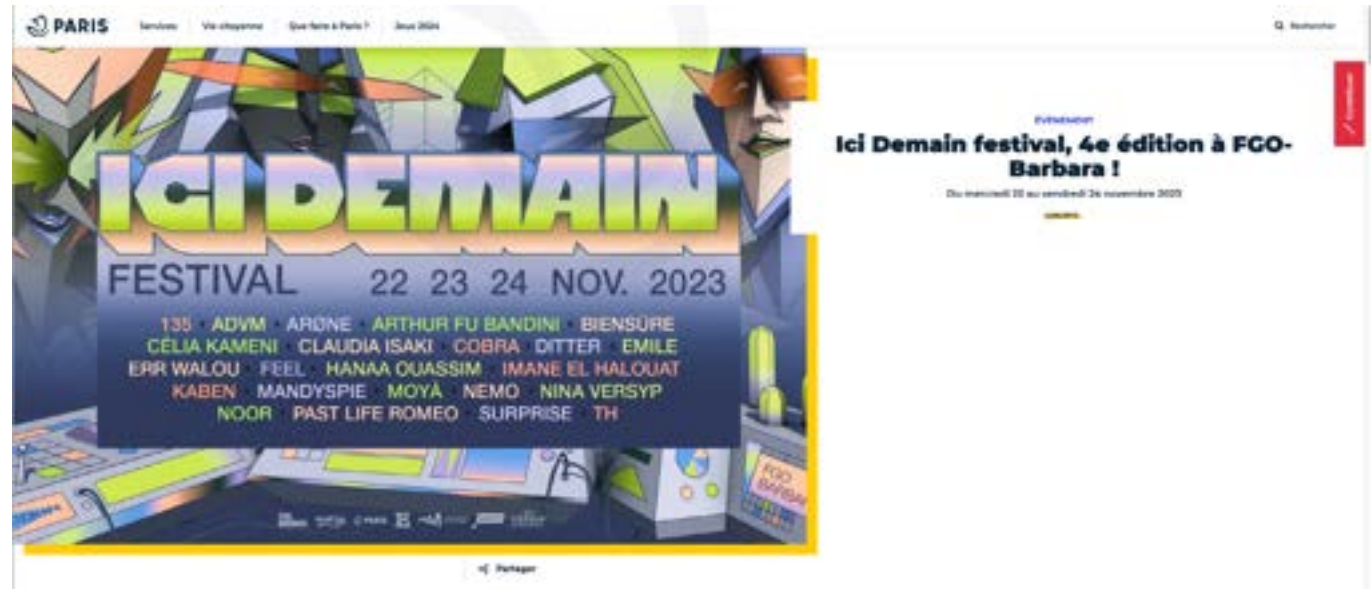 PARIS
Services Vie citoyenne Que faire à Paris ? Jeux 2024
Rechercher
ICI DEMAIN
FESTIVAL 22 23 24 NOV. 2023
135 · ADVM · ARØNE · ARTHUR FU BANDINI · BIENSÜRE
CÉLIA KAMENI · CLAUDIA ISAKI · COBRA · DITTER · EMILE
ERR WALOU · FEEL · HANAA OUASSIM · IMANE EL HALOUAT
KABEN · MANDYSPIE · MOYÀ · NEMO · NINA VERSYP
NOOR · PAST LIFE ROMEO · SURPRISE · TH
FGO
BARBARA
PARIS
Partager
ÉVÉNEMENT
Ici Demain festival, 4e édition à FGO-
Barbara !
Du mercredi 22 au vendredi 24 novembre 2023